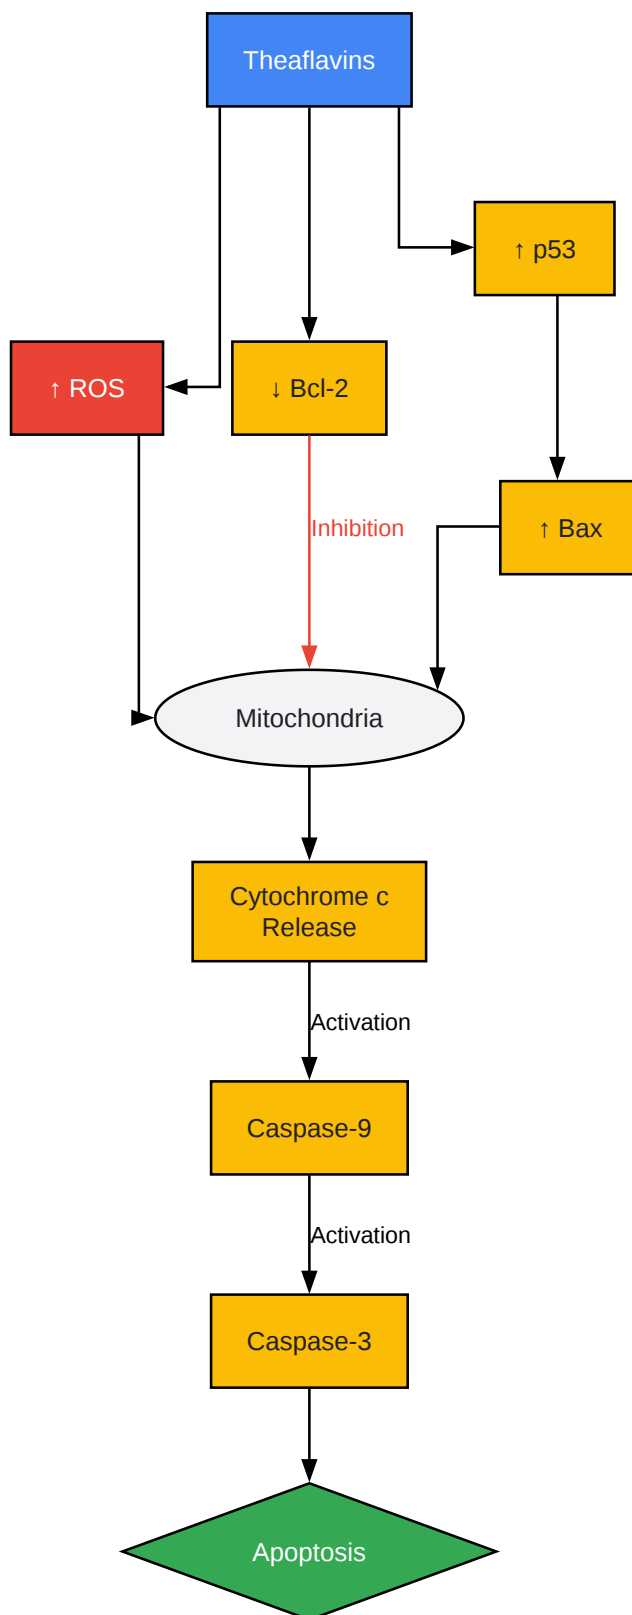 Theaflavins
↑ p53
↑ ROS
↓ Bcl-2
Inhibition
↑ Bax
Mitochondria
Cytochrome c
Release
Activation
Caspase-9
Activation
Caspase-3
Apoptosis